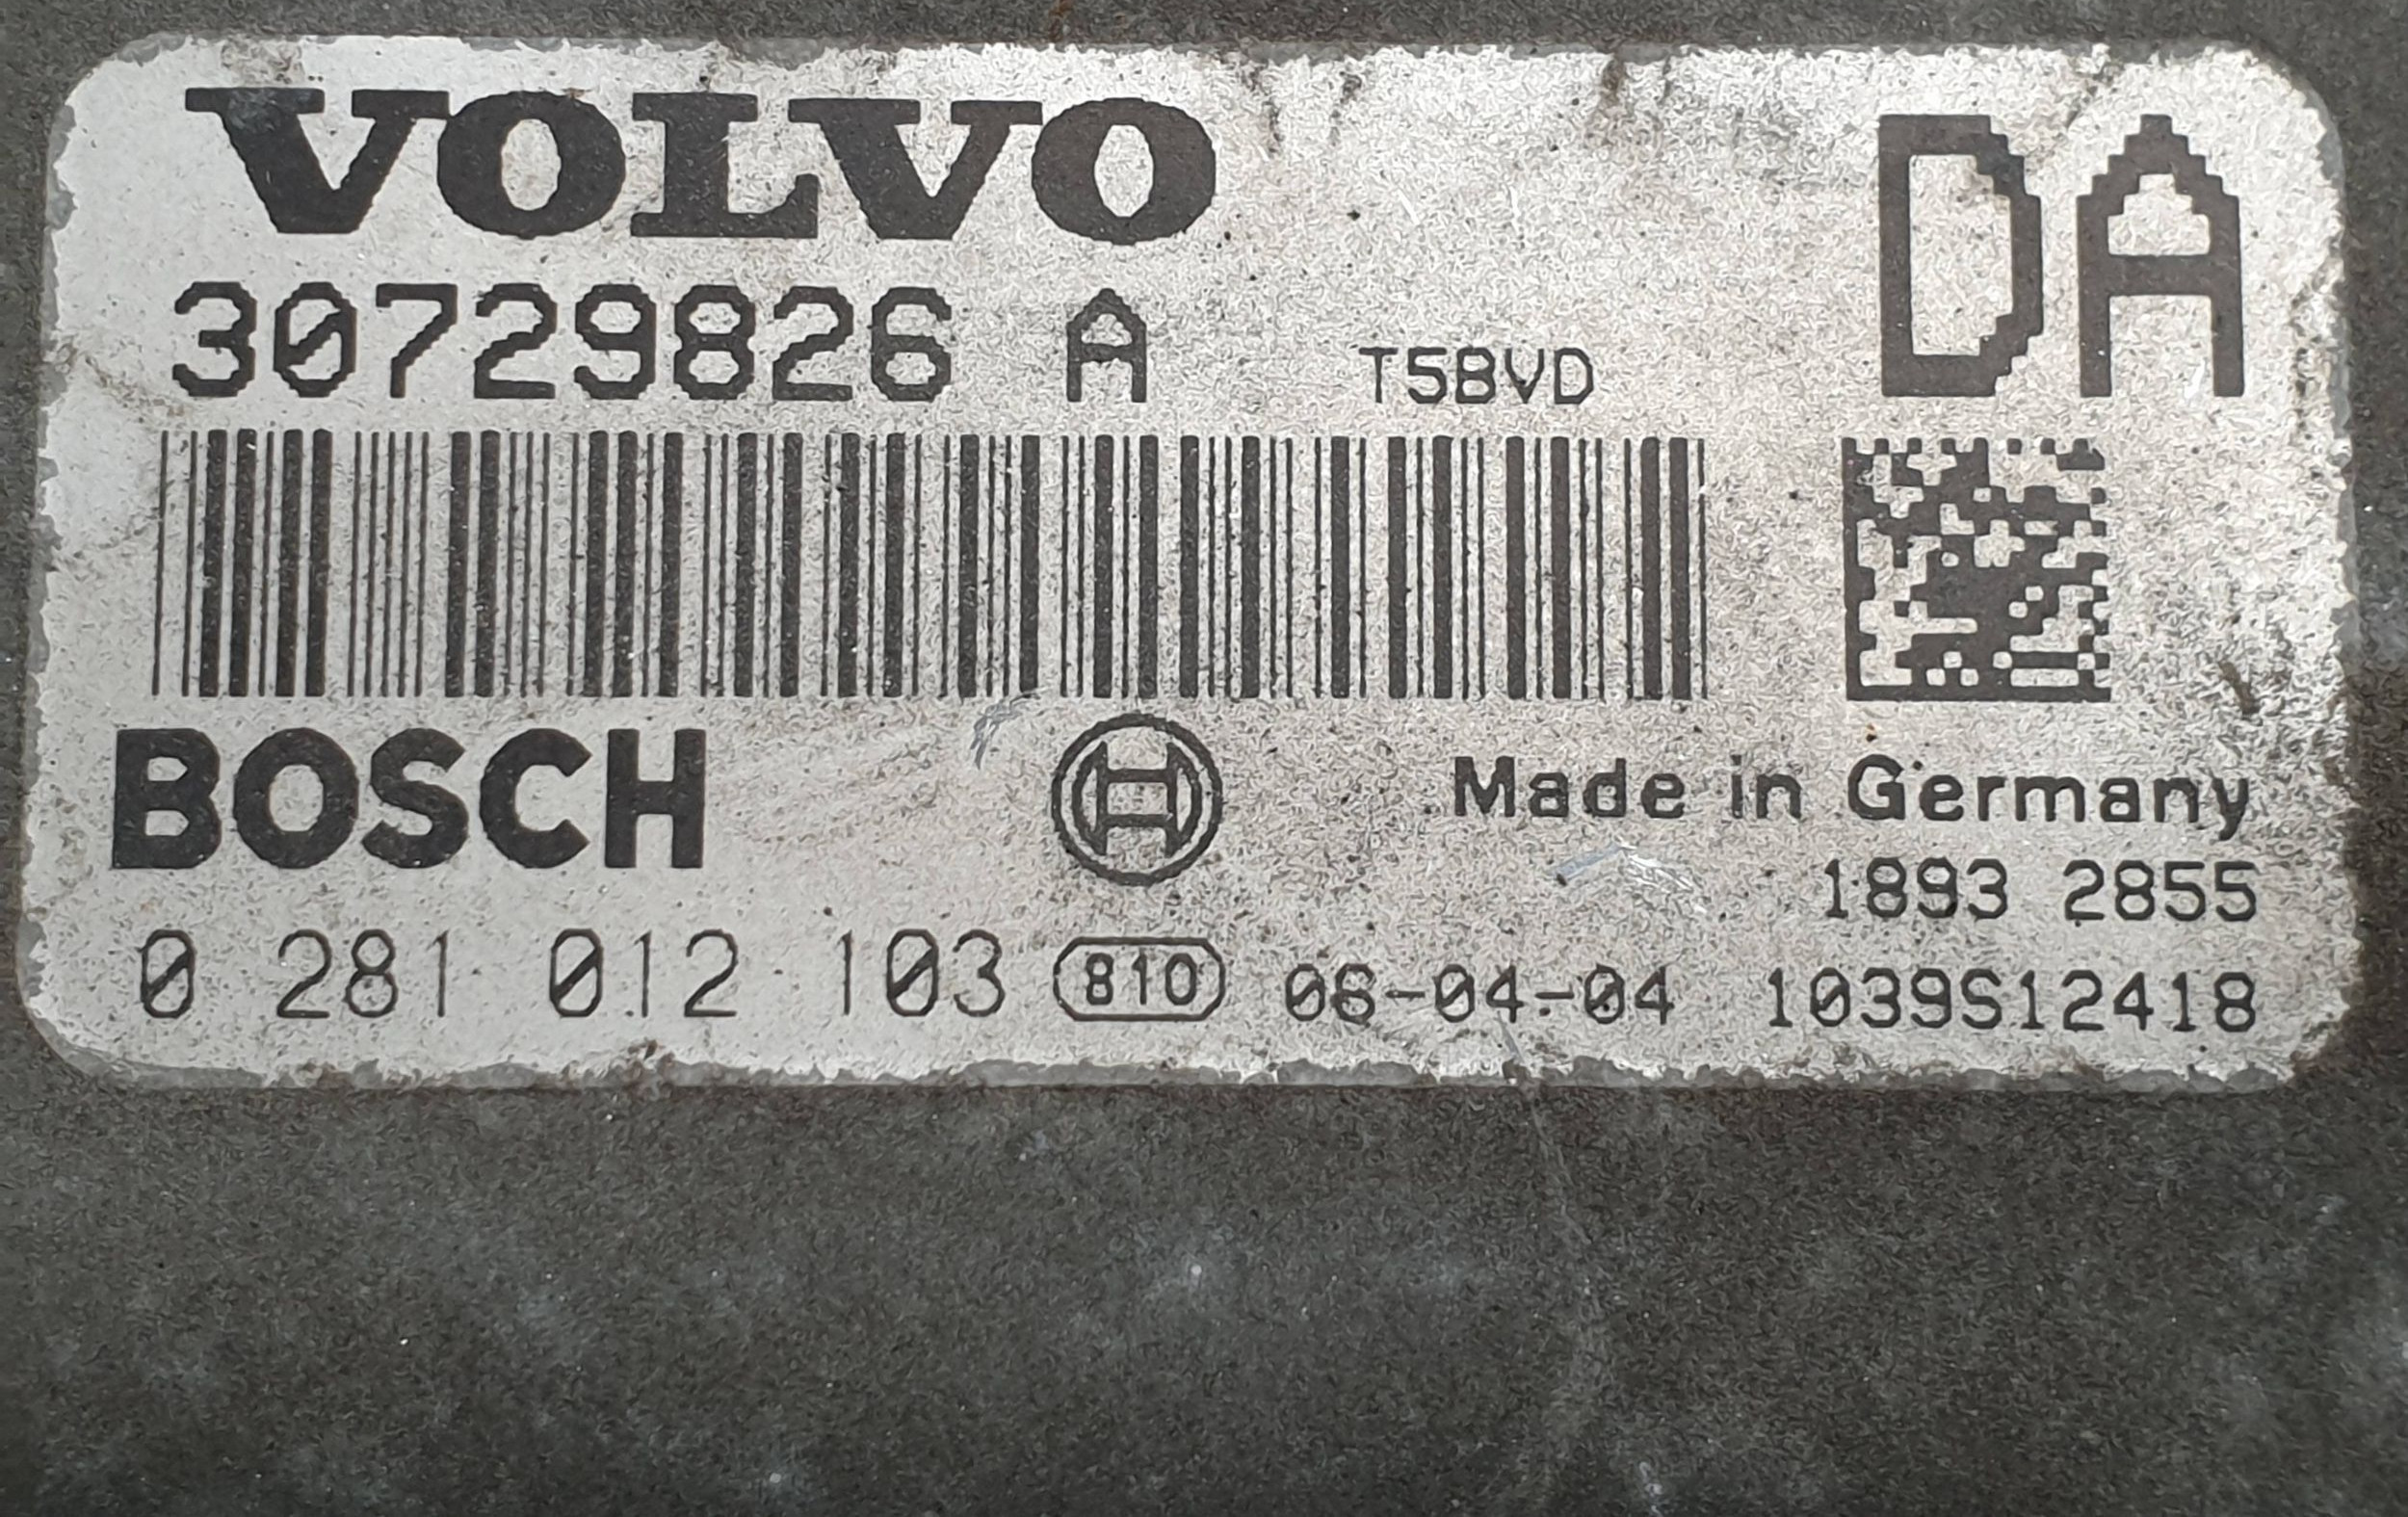 VOLVO
DA
30729826 A T5BVD
BOSCH
Made in Germany
1893 2855
0 281 012 103 810 06-04-04 1039S12418